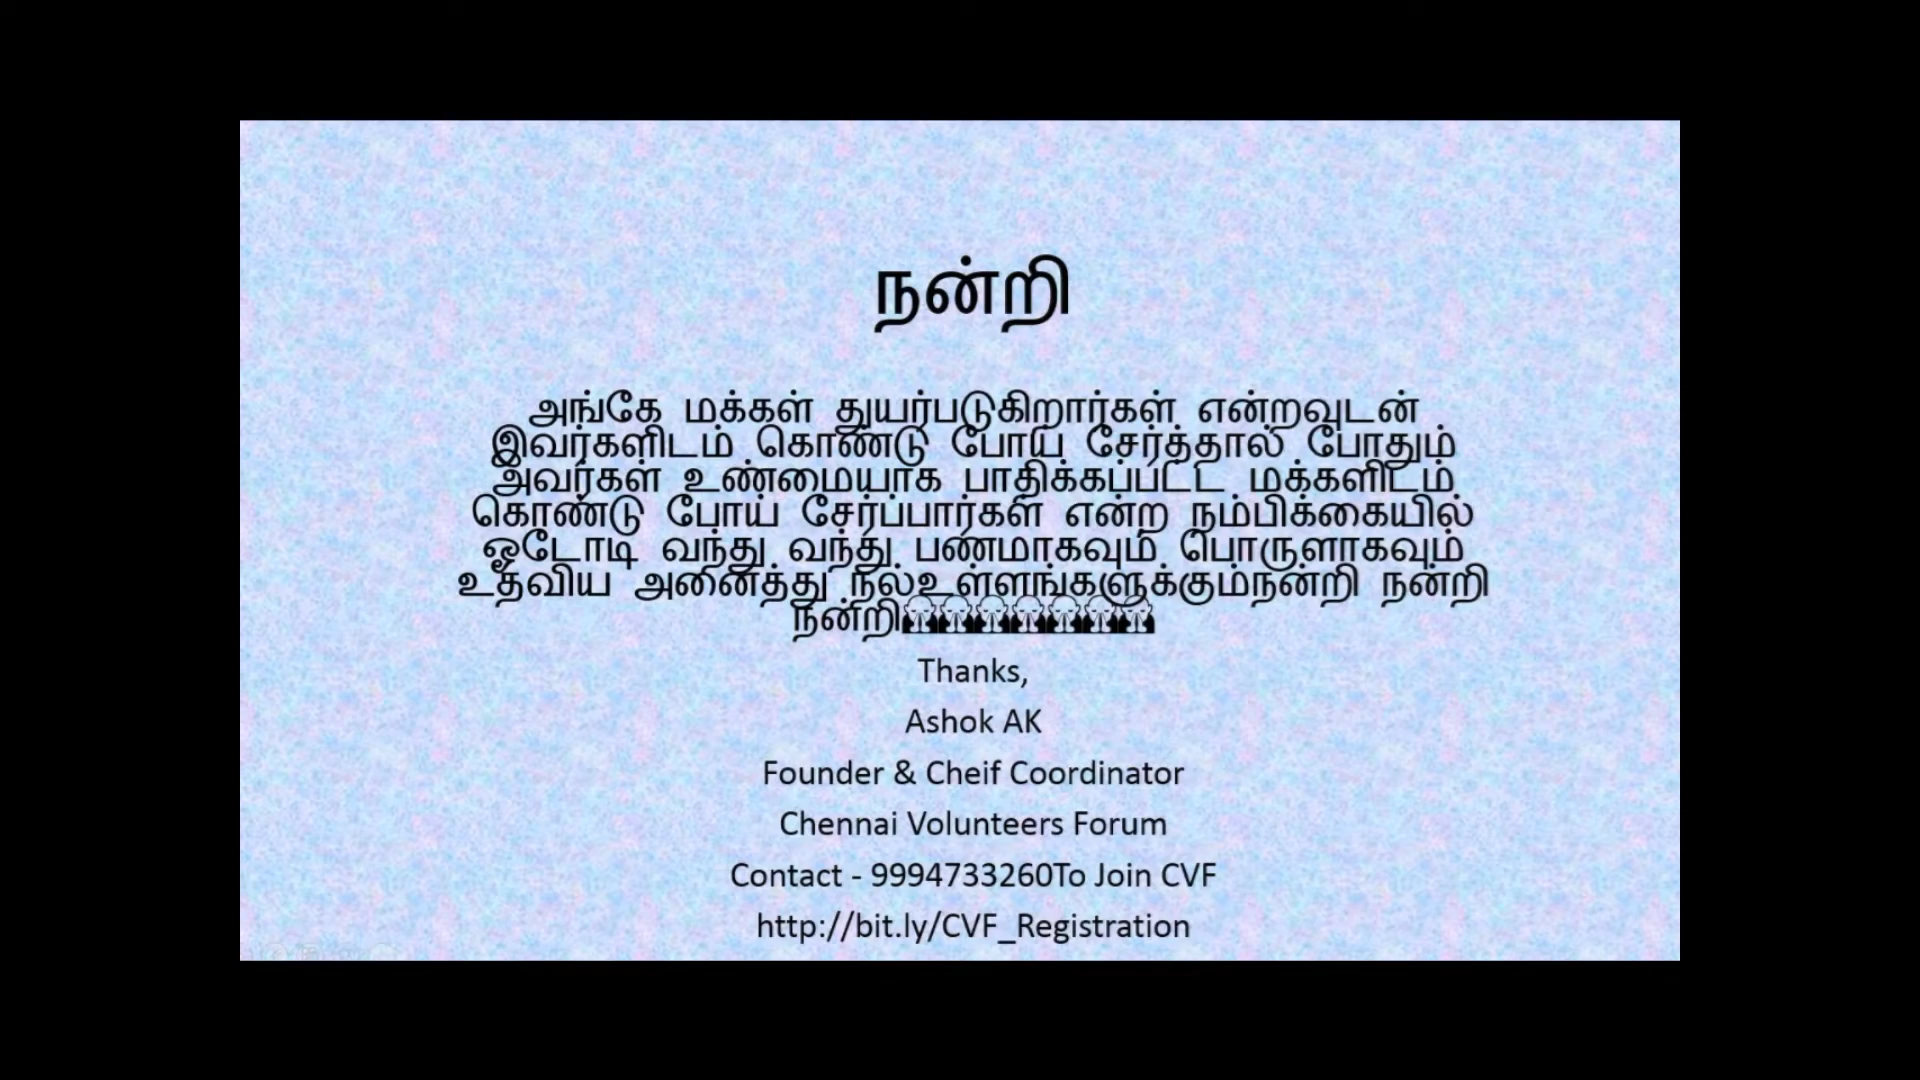 நன்றி
அங்கே மக்கள் துயர்படுகிறார்கள் என்றவுடன்
இவர்களிடம் கொண்டு போய் சேர்த்தால் போதும்
அவர்கள் உண்மையாக பாதிக்கப்பட்ட மக்களிடம்
கொண்டு போய் சேர்ப்பார்கள் என்ற நம்பிக்கையில்
ஓடோடி வந்து வந்து பணமாகவும் பொருளாகவும்
உதவிய அனைத்து நல்உள்ளங்களுக்கும்நன்றி நன்றி
நன்றி🙏🙏🙏🙏🙏🙏🙏
Thanks,
Ashok AK
Founder & Cheif Coordinator
Chennai Volunteers Forum
Contact - 9994733260To Join CVF
http://bit.ly/CVF_Registration